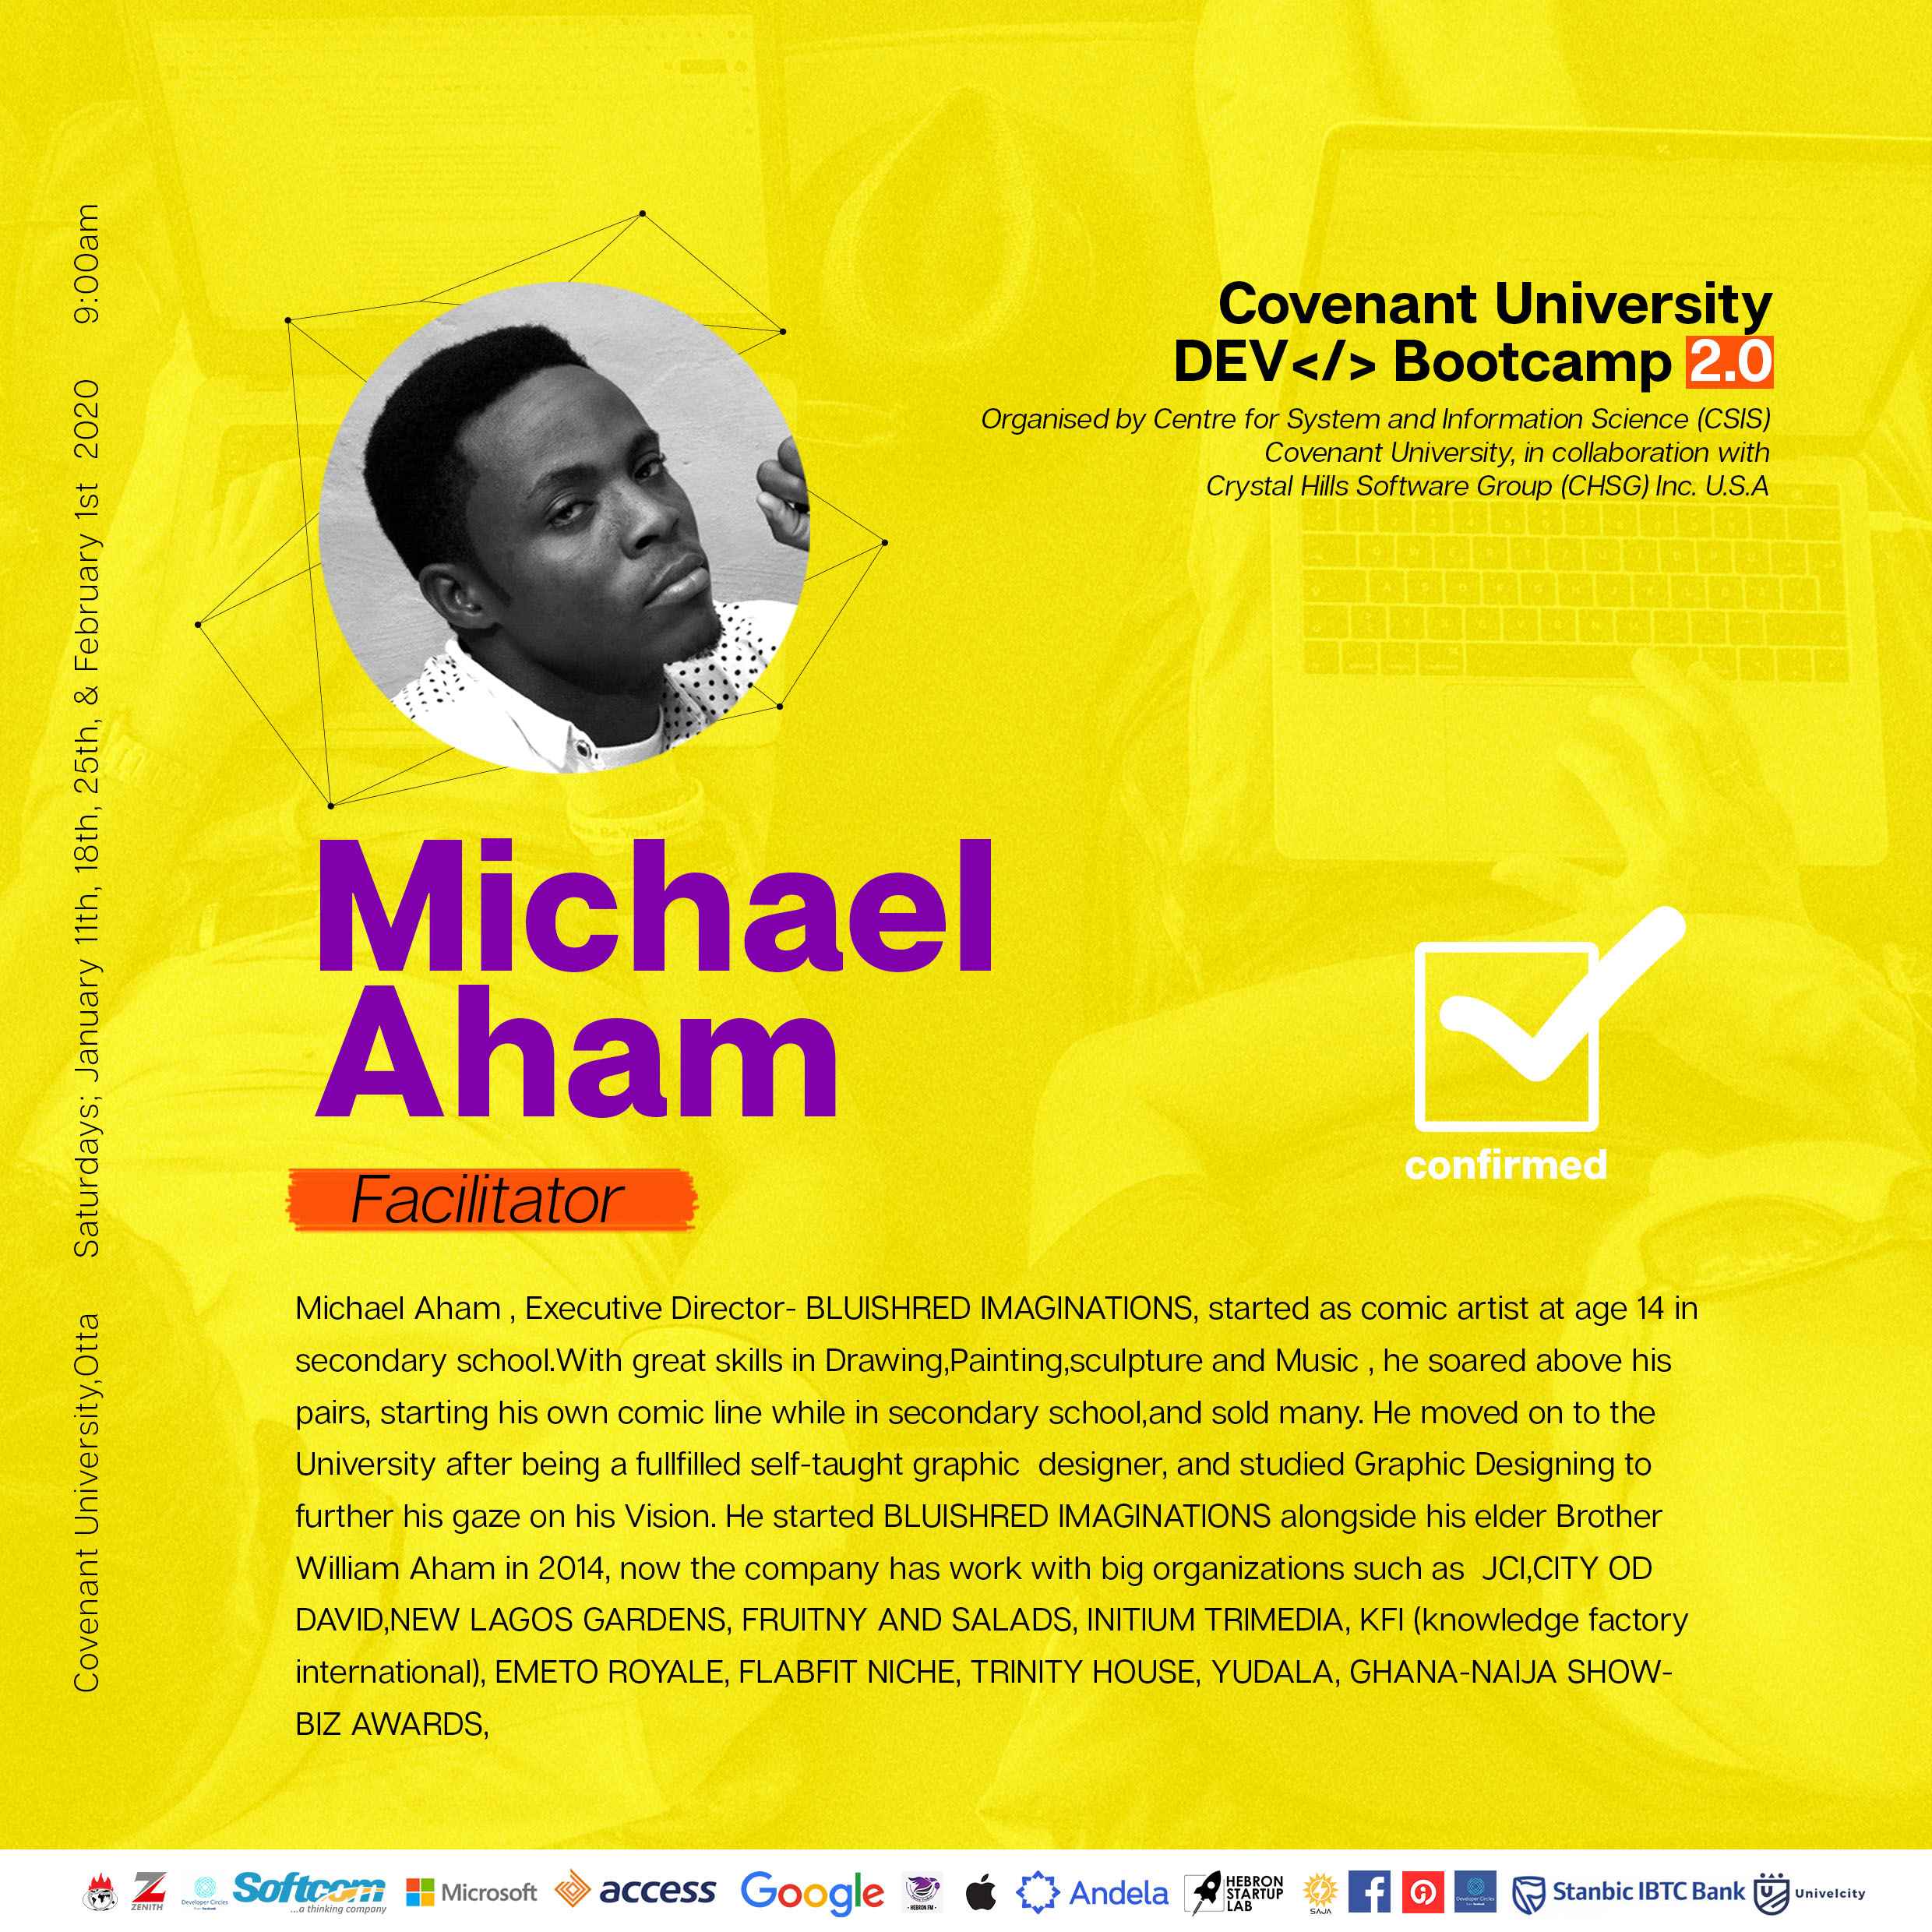 Covenant University,Otta Saturdays; January 11th, 18th, 25th, & February 1st 2020 9:00am
Covenant University
DEV</> Bootcamp 2.0
Organised by Centre for System and Information Science (CSIS)
Covenant University, in collaboration with
Crystal Hills Software Group (CHSG) Inc. U.S.A
Michael
Aham
Facilitator
confirmed
Michael Aham , Executive Director- BLUISHRED IMAGINATIONS, started as comic artist at age 14 in
secondary school.With great skills in Drawing,Painting,sculpture and Music , he soared above his
pairs, starting his own comic line while in secondary school,and sold many. He moved on to the
University after being a fullfilled self-taught graphic  designer, and studied Graphic Designing to
further his gaze on his Vision. He started BLUISHRED IMAGINATIONS alongside his elder Brother
William Aham in 2014, now the company has work with big organizations such as  JCI,CITY OD
DAVID,NEW LAGOS GARDENS, FRUITNY AND SALADS, INITIUM TRIMEDIA, KFI (knowledge factory
international), EMETO ROYALE, FLABFIT NICHE, TRINITY HOUSE, YUDALA, GHANA-NAIJA SHOW-
BIZ AWARDS,
ZENITH
Developer Circles
Softcom
...a thinking company
Microsoft
access
Google
HEBRON FM
Andela
HEBRON
STARTUP
LAB
SAJA
Developer Circles
Stanbic IBTC Bank
Univelcity